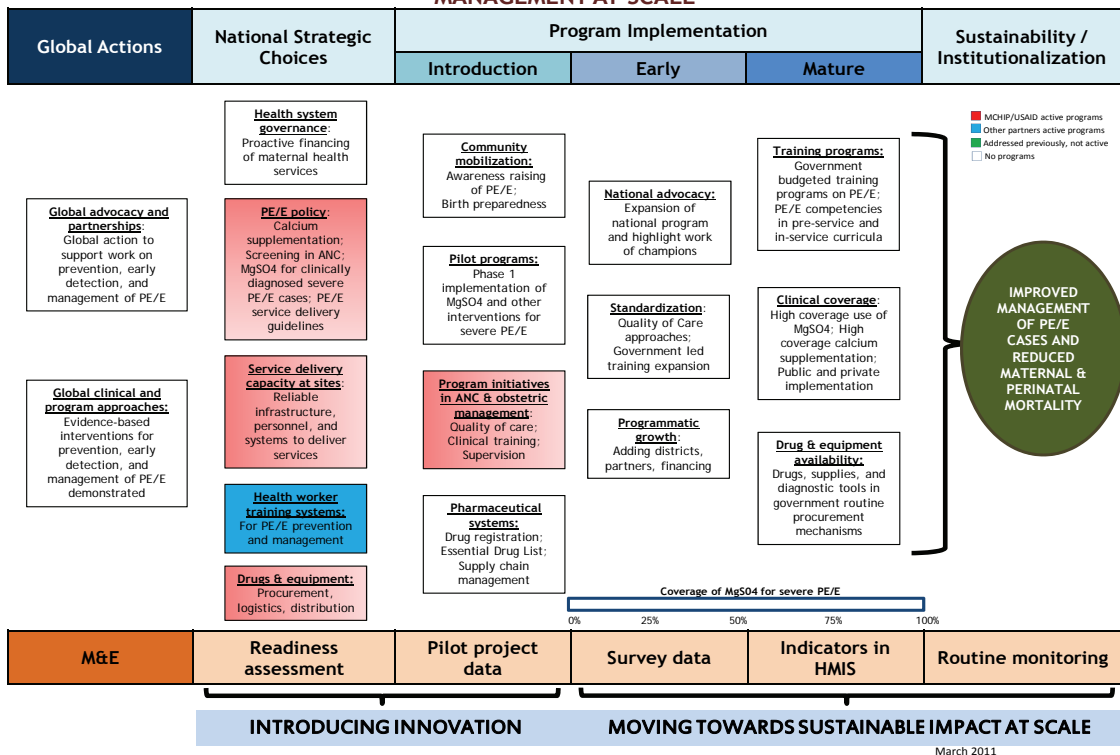 MANAGEMENT AT SCALE
Global Actions
National Strategic
Choices
Program Implementation
Introduction
Early
Mature
Sustainability /
Institutionalization
Global advocacy and
partnerships:
Global action to
support work on
prevention, early
detection, and
management of PE/E
Global clinical and
program approaches:
Evidence-based
interventions for
prevention, early
detection, and
management of PE/E
demonstrated
Health system
governance:
Proactive financing
of maternal health
services
PE/E policy:
Calcium
supplementation;
Screening in ANC;
MgSO4 for clinically
diagnosed severe
PE/E cases; PE/E
service delivery
guidelines
Service delivery
capacity at sites:
Reliable
infrastructure,
personnel, and
systems to deliver
services
Health worker
training systems:
For PE/E prevention
and management
Drugs & equipment:
Procurement,
logistics, distribution
Community
mobilization:
Awareness raising
of PE/E;
Birth preparedness
Pilot programs:
Phase 1
implementation of
MgSO4 and other
interventions for
severe PE/E
Program initiatives
in ANC & obstetric
management:
Quality of care;
Clinical training;
Supervision
Pharmaceutical
systems:
Drug registration;
Essential Drug List;
Supply chain
management
National advocacy:
Expansion of
national program
and highlight work
of champions
Standardization:
Quality of Care
approaches;
Government led
training expansion
Programmatic
growth:
Adding districts,
partners, financing
Training programs:
Government
budgeted training
programs on PE/E;
PE/E competencies
in pre-service and
in-service curricula
Clinical coverage:
High coverage use of
MgSO4; High
coverage calcium
supplementation;
Public and private
implementation
Drug & equipment
availability:
Drugs, supplies, and
diagnostic tools in
government routine
procurement
mechanisms
MCHIP/USAID active programs
Other partners active programs
Addressed previously, not active
No programs
IMPROVED
MANAGEMENT
OF PE/E
CASES AND
REDUCED
MATERNAL &
PERINATAL
MORTALITY
Coverage of MgS04 for severe PE/E
0% 25% 50% 75% 100%
M&E
Readiness
assessment
Pilot project
data
Survey data
Indicators in
HMIS
Routine monitoring
INTRODUCING INNOVATION
MOVING TOWARDS SUSTAINABLE IMPACT AT SCALE
March 2011